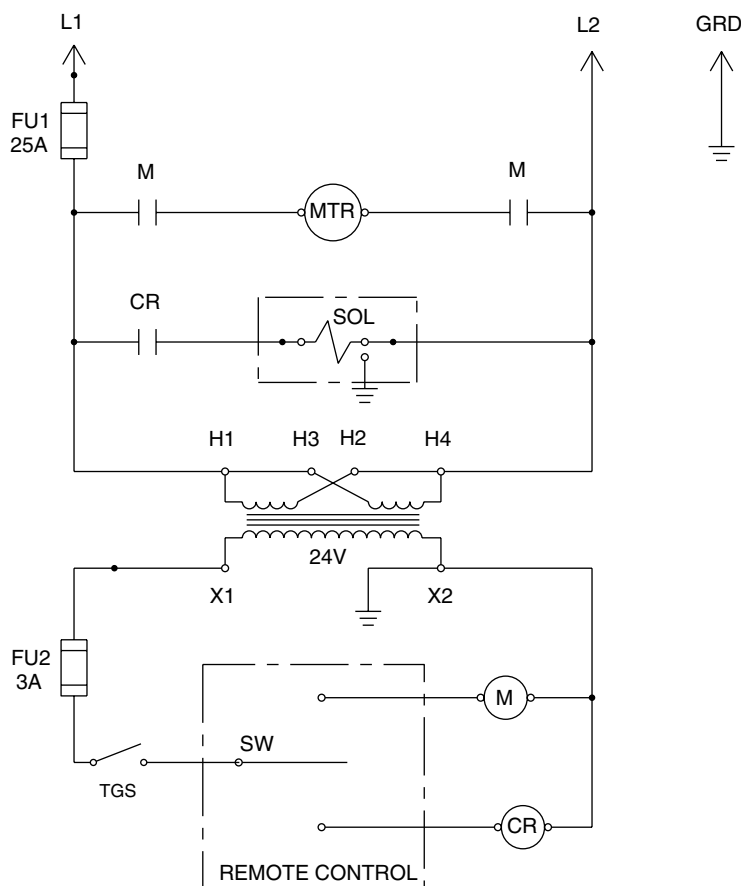 L1
L2
GRD
FU1
25A
M
M
MTR
CR
SOL
H1
H3
H2
H4
24V
X1
X2
FU2
3A
M
SW
TGS
CR
REMOTE CONTROL